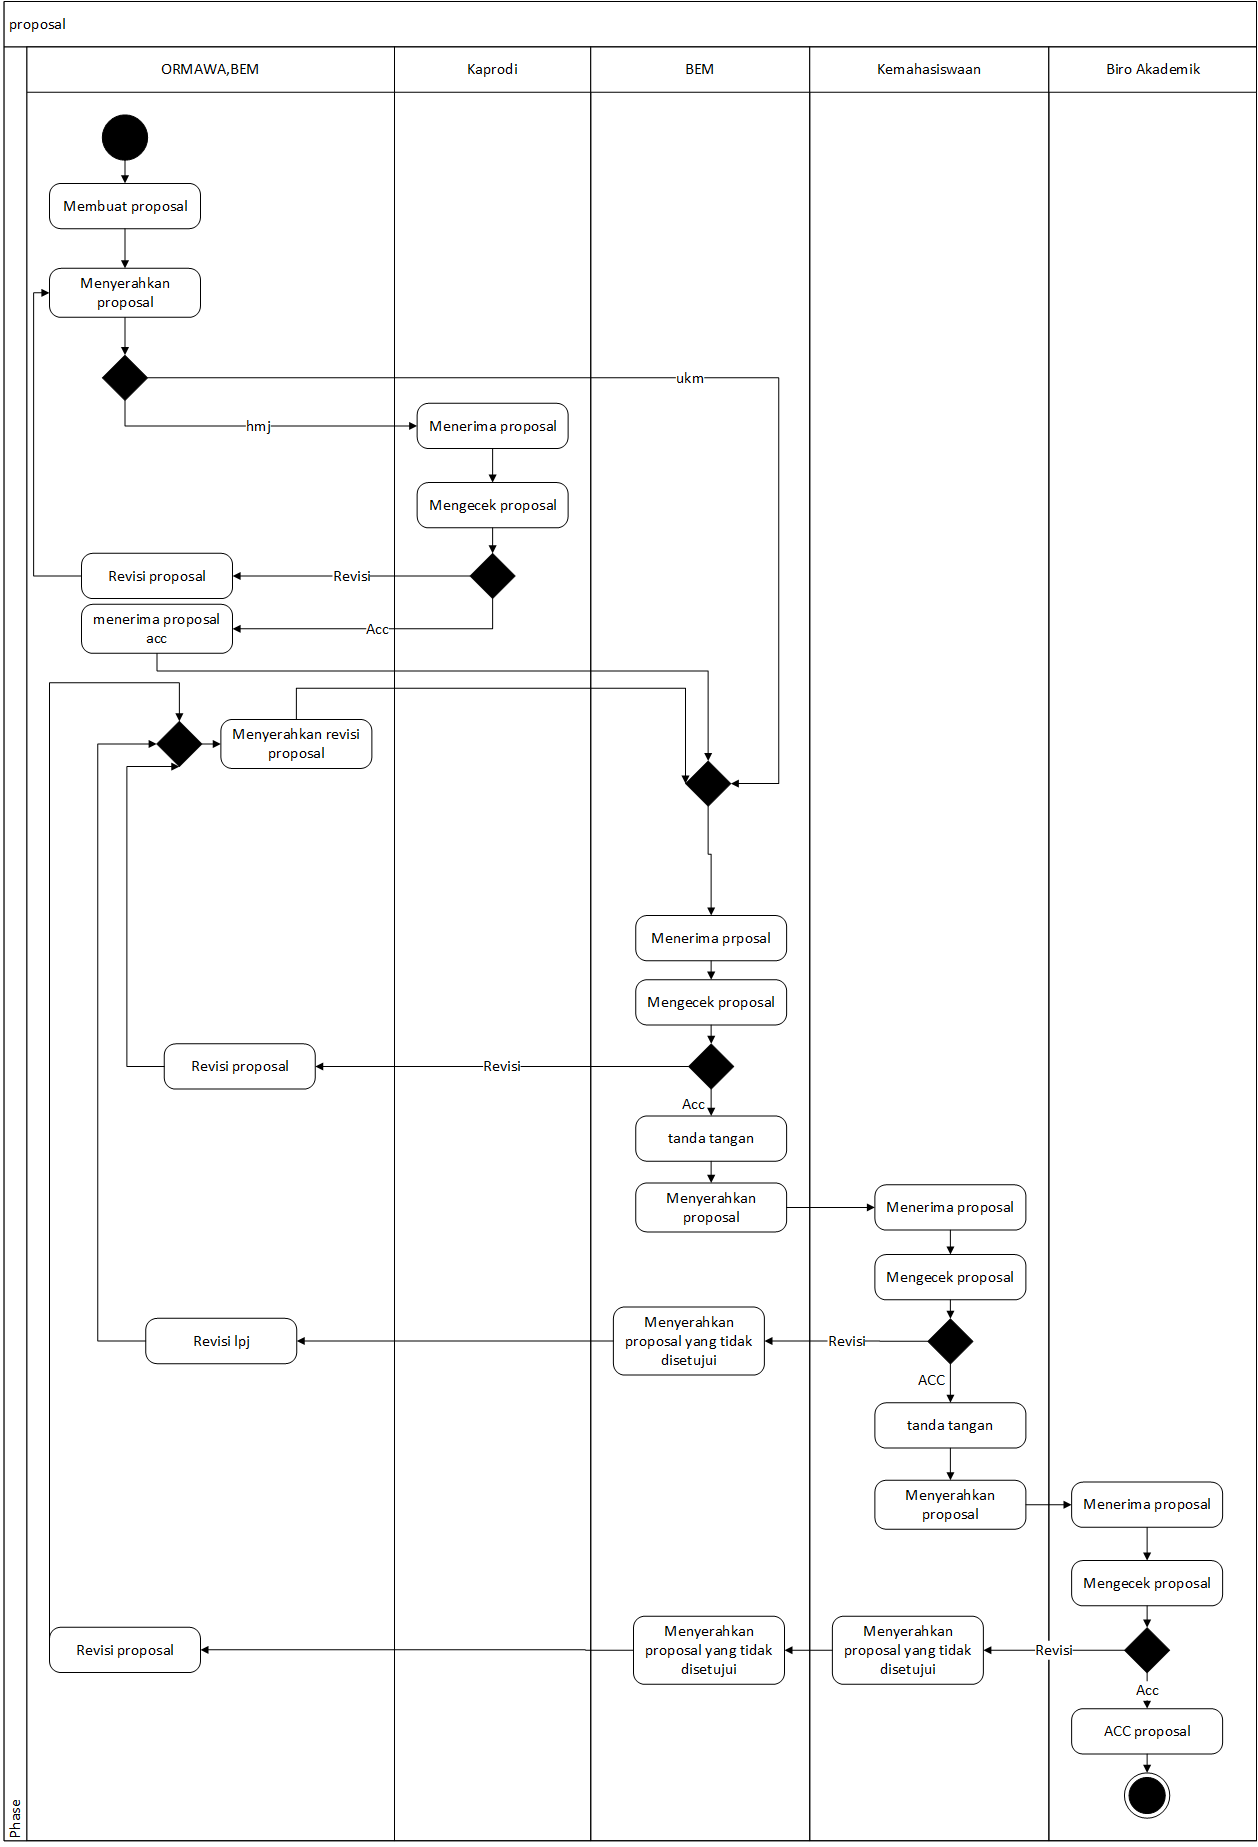 proposal
ORMAWA,BEM
Kaprodi
BEM
Kemahasiswaan
Biro Akademik
Membuat proposal
Menyerahkan
proposal
ukm
hmj
Menerima proposal
Mengecek proposal
Revisi proposal
Revisi
menerima proposal
acc
Acc
Menyerahkan revisi
proposal
Menerima prposal
Mengecek proposal
Revisi proposal
Revisi
Acc
tanda tangan
Menyerahkan
proposal
Menerima proposal
Mengecek proposal
Revisi lpj
Menyerahkan
proposal yang tidak
disetujui
Revisi
ACC
tanda tangan
Menyerahkan
proposal
Menerima proposal
Mengecek proposal
Revisi proposal
Menyerahkan
proposal yang tidak
disetujui
Menyerahkan
proposal yang tidak
disetujui
Revisi
Acc
ACC proposal
Phase